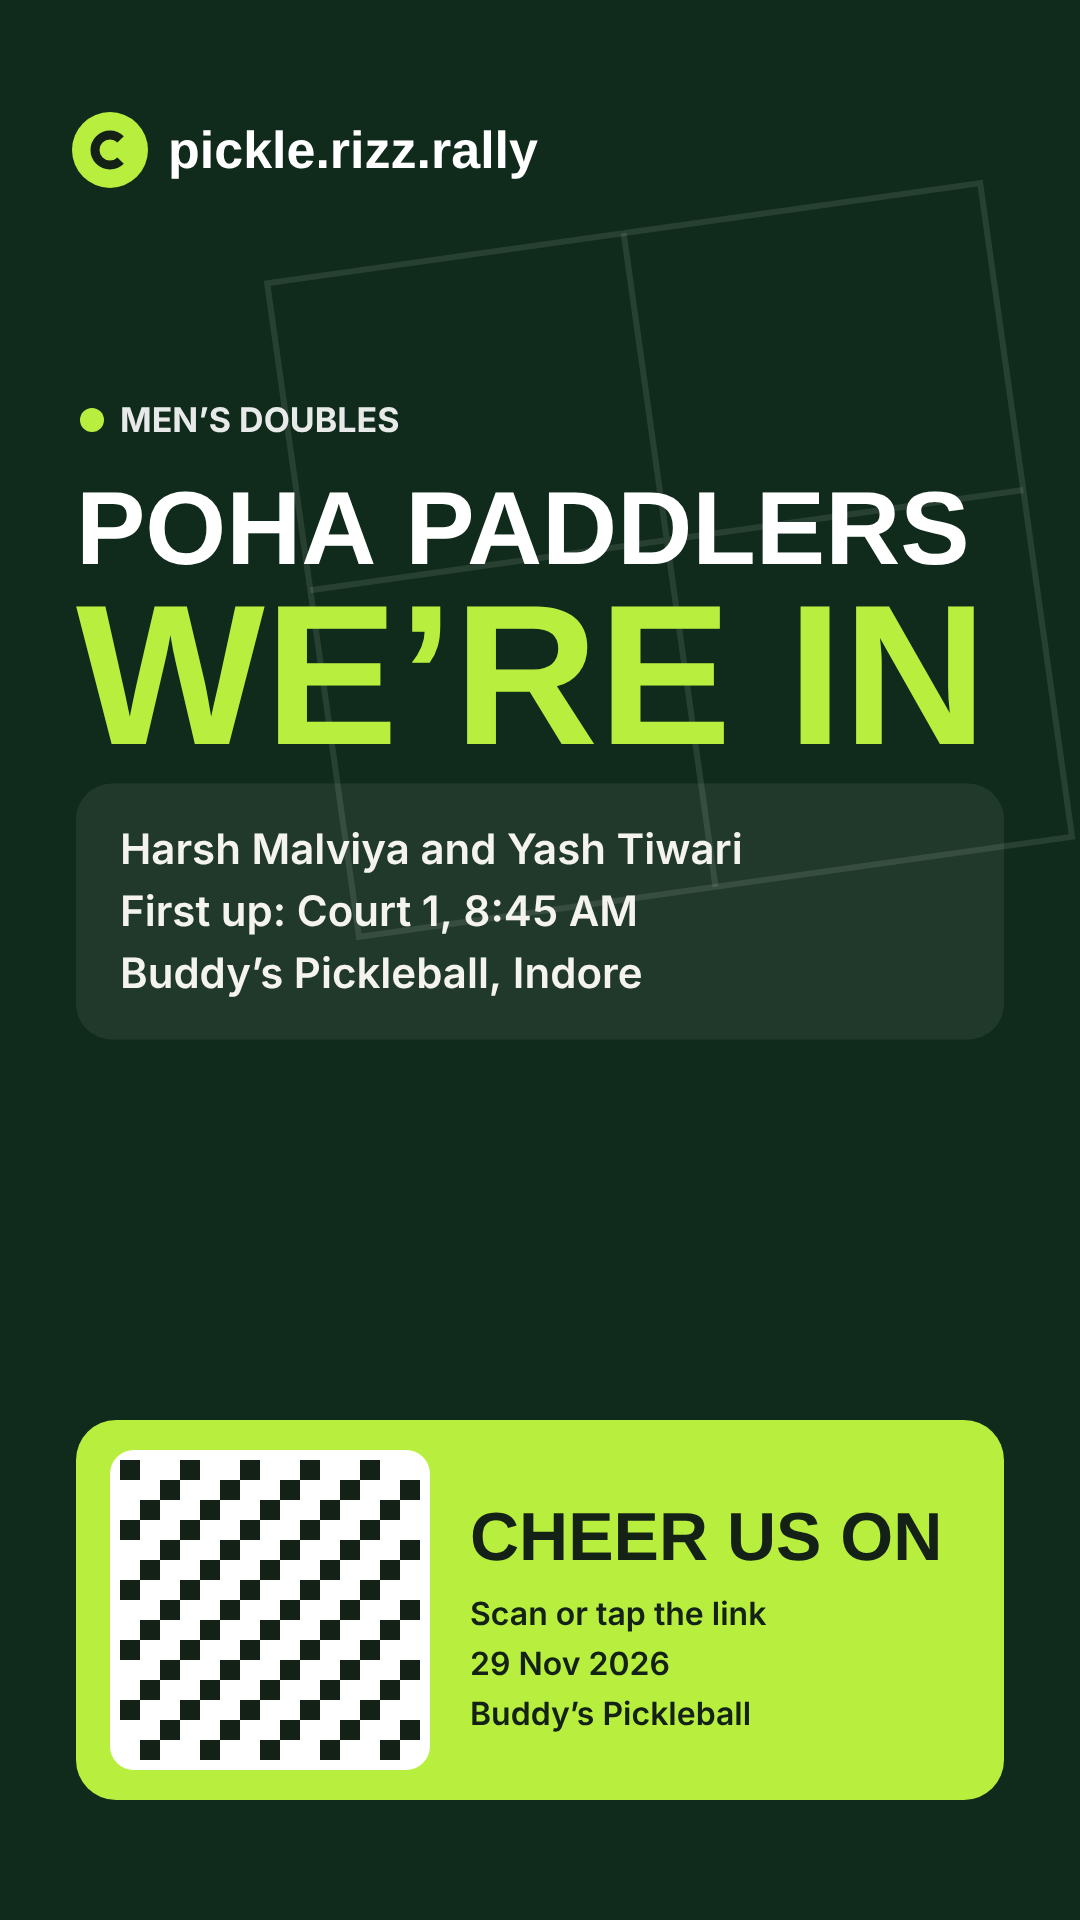 pickle.rizz.rally
MEN’S DOUBLES
POHA PADDLERS
WE’RE IN
Harsh Malviya and Yash Tiwari
First up: Court 1, 8:45 AM
Buddy’s Pickleball, Indore
CHEER US ON
Scan or tap the link
29 Nov 2026
Buddy’s Pickleball